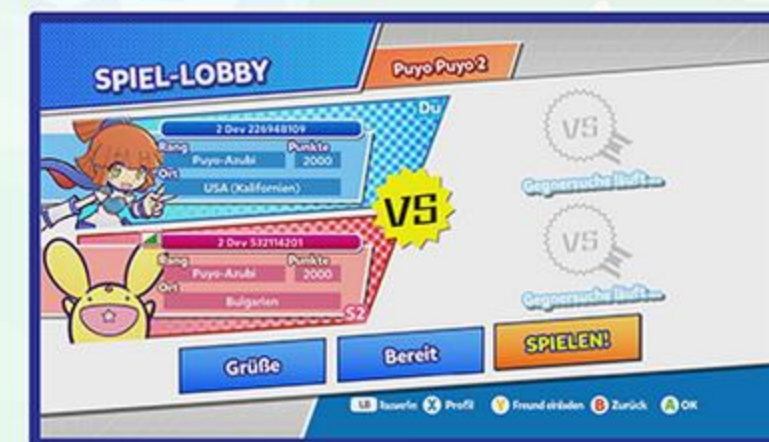 SPIEL-LOBBY
Puyo Puyo 2
Du
2 Dev 226948109
Rang
Punkte
Puyo-Azubi
2000
Ort
USA (Kalifornien)
VS
2 Dev 532114201
Rang
Punkte
Puyo-Azubi
2000
Ort
Bulgarien
S2
VS
Gegnersuche läuft
VS
Gegnersuche läuft
Grüße
Bereit
SPIELEN!
LB
X Profil
Y Freund einladen
B Zurück
A OK